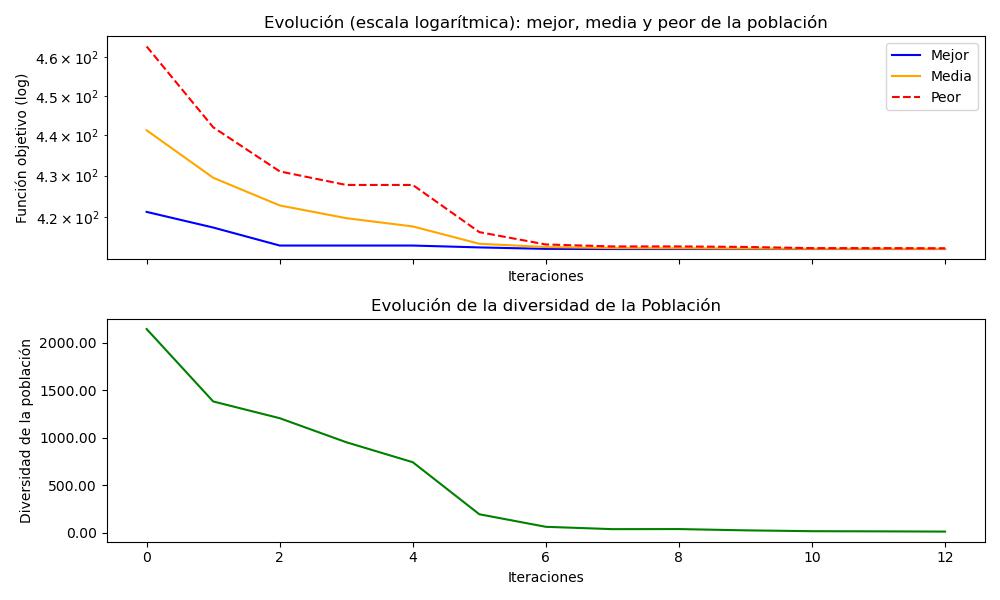 Evolución (escala logarítmica): mejor, media y peor de la población
Función objetivo (log)
4.6 × 10²
4.5 × 10²
4.4 × 10²
4.3 × 10²
4.2 × 10²
Mejor
Media
Peor
Iteraciones
Evolución de la diversidad de la Población
Diversidad de la población
2000.00
1500.00
1000.00
500.00
0.00
0 2 4 6 8 10 12
Iteraciones